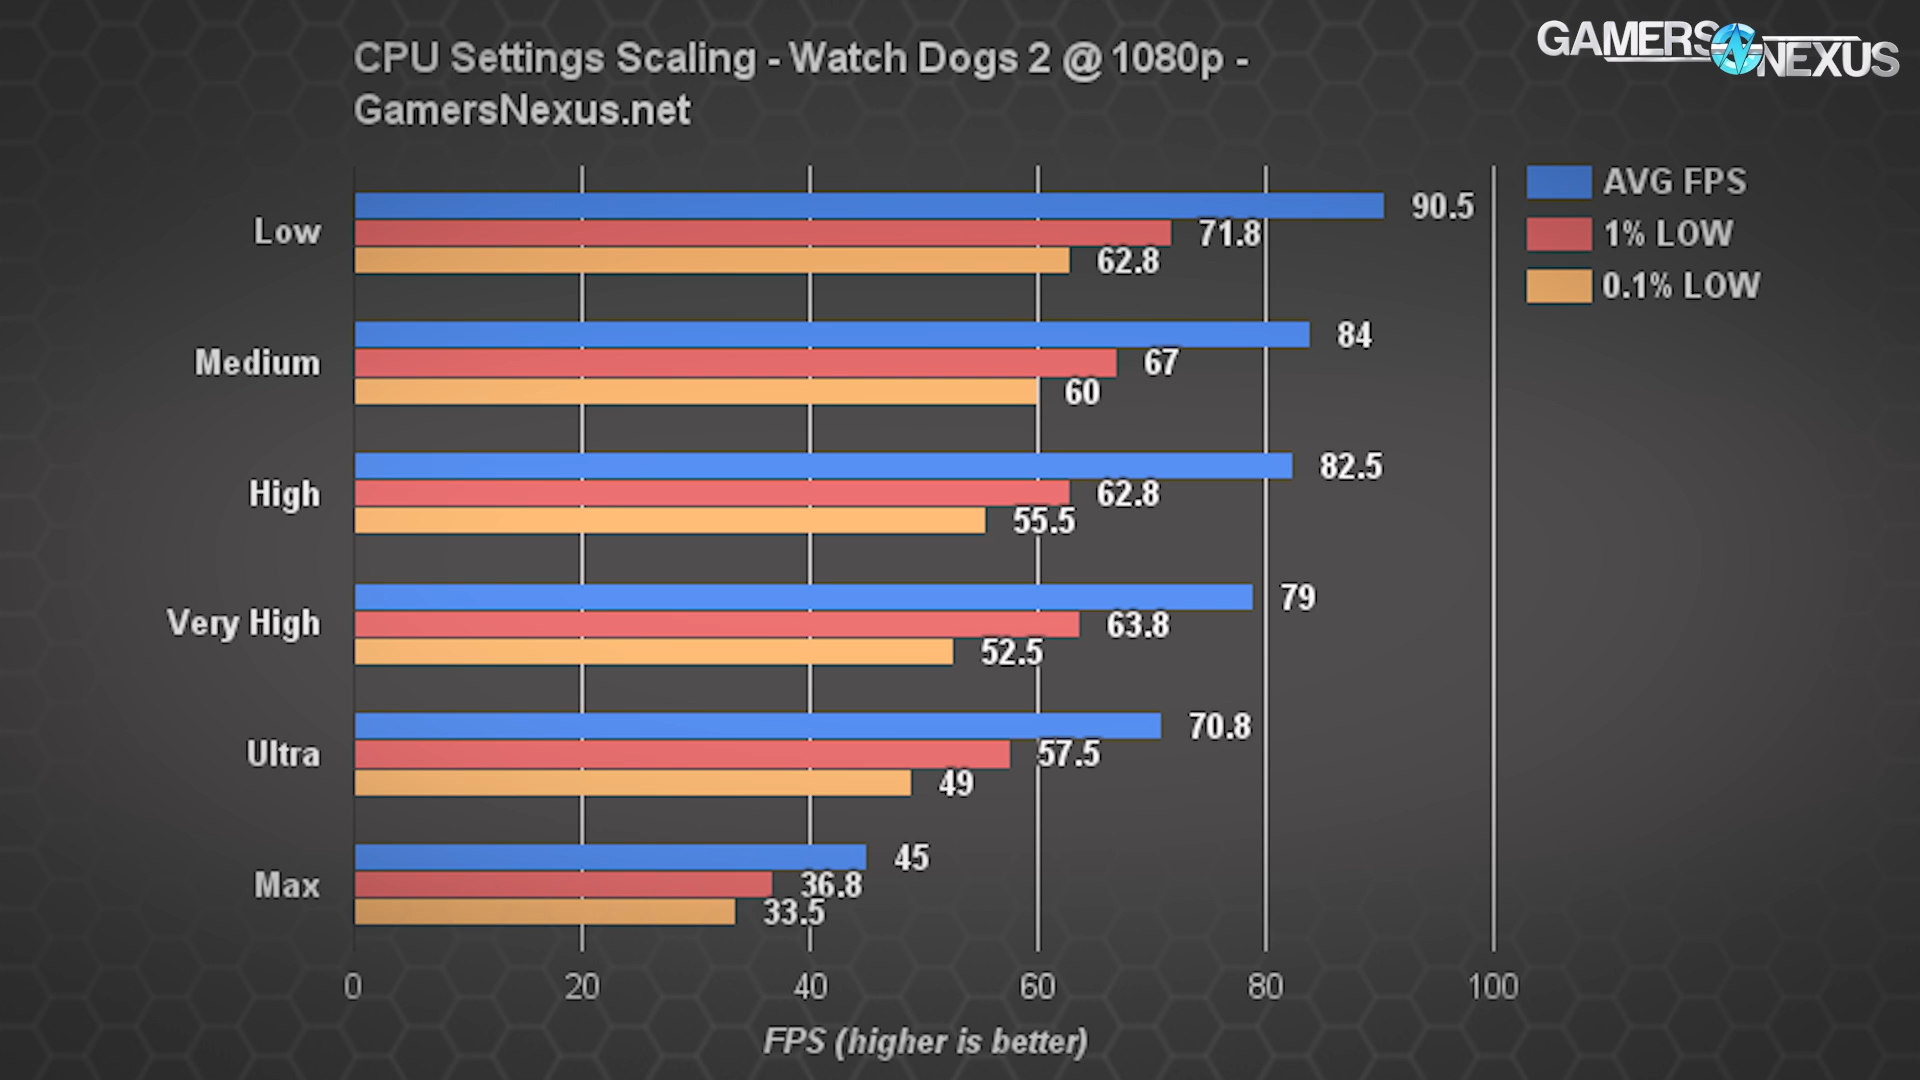 GAMERS NEXUS
CPU Settings Scaling - Watch Dogs 2 @ 1080p -
GamersNexus.net
AVG FPS
1% LOW
0.1% LOW
Low
90.5
71.8
62.8
Medium
84
67
60
High
82.5
62.8
55.5
Very High
79
63.8
52.5
Ultra
70.8
57.5
49
Max
45
36.8
33.5
0 20 40 60 80 100
FPS (higher is better)